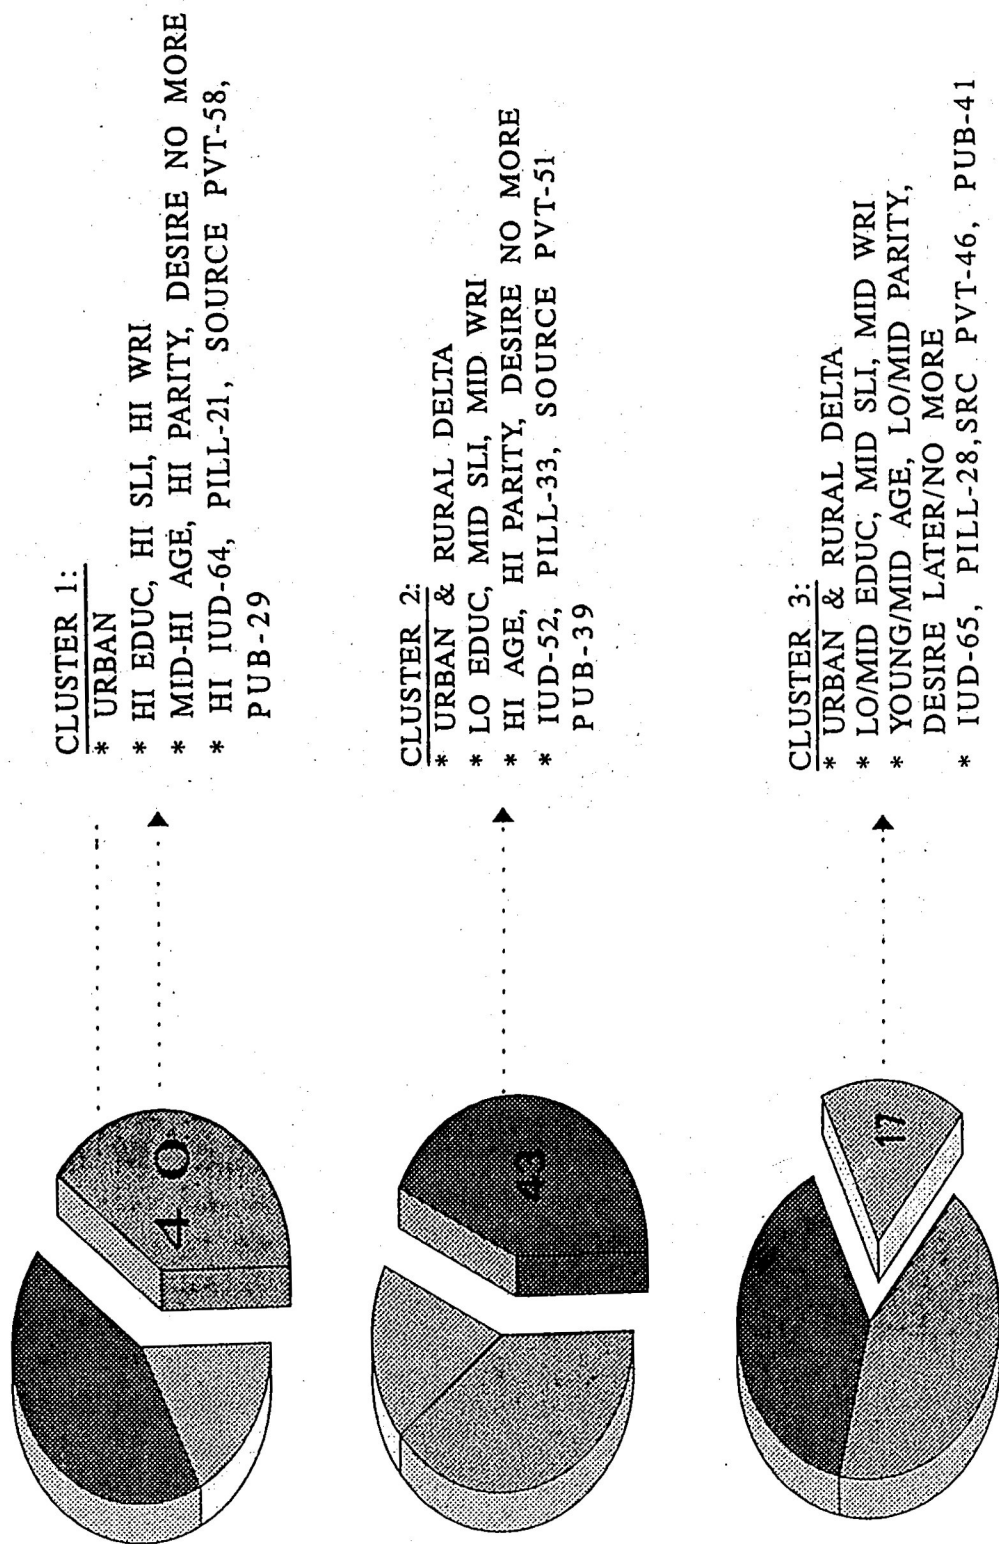 CLUSTER 1:
* URBAN
* HI EDUC, HI SLI, HI WRI
* MID-HI AGE, HI PARITY, DESIRE NO MORE
* HI IUD-64, PILL-21, SOURCE PVT-58,
PUB-29
40
CLUSTER 2:
* URBAN & RURAL DELTA
* LO EDUC, MID SLI, MID WRI
* HI AGE, HI PARITY, DESIRE NO MORE
* IUD-52, PILL-33, SOURCE PVT-51
PUB-39
43
CLUSTER 3:
* URBAN & RURAL DELTA
* LO/MID EDUC, MID SLI, MID WRI
* YOUNG/MID AGE, LO/MID PARITY,
DESIRE LATER/NO MORE
* IUD-65, PILL-28,SRC PVT-46, PUB-41
17